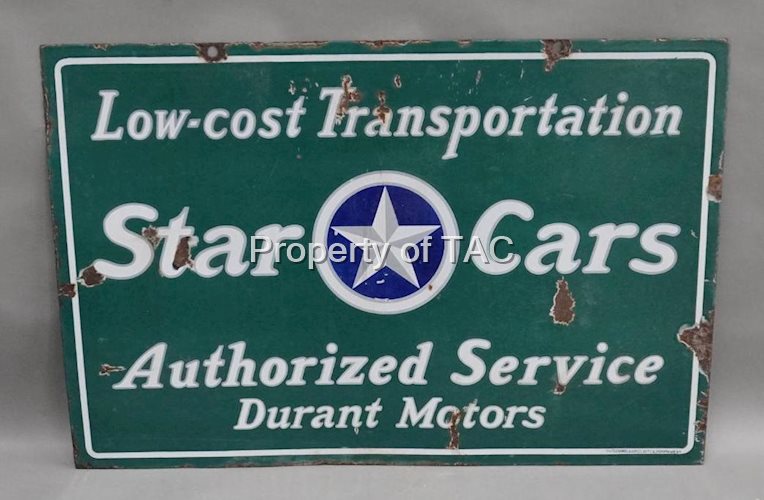 Low-cost Transportation
Star Cars
Property of TAC
Authorized Service
Durant Motors